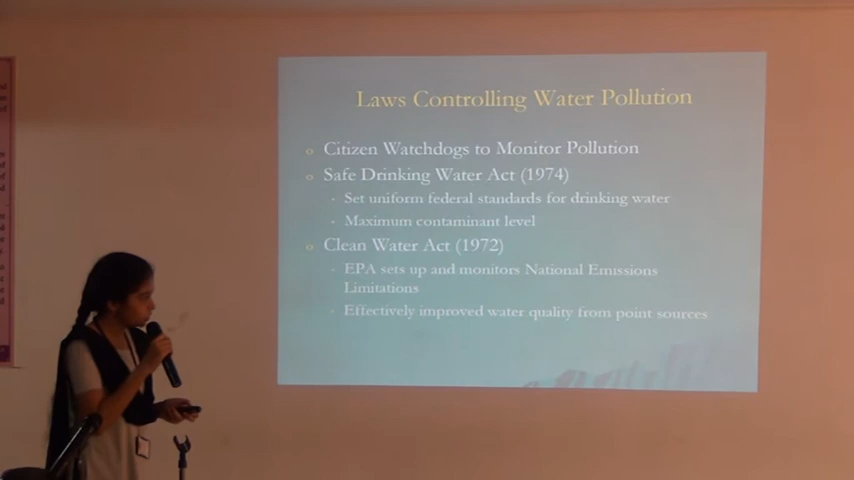 Laws Controlling Water Pollution
Citizen Watchdogs to Monitor Pollution
Safe Drinking Water Act (1974)
- Set uniform federal standards for drinking water
- Maximum contaminant level
Clean Water Act (1972)
- EPA sets up and monitors National Emissions
Limitations
- Effectively improved water quality from point sources